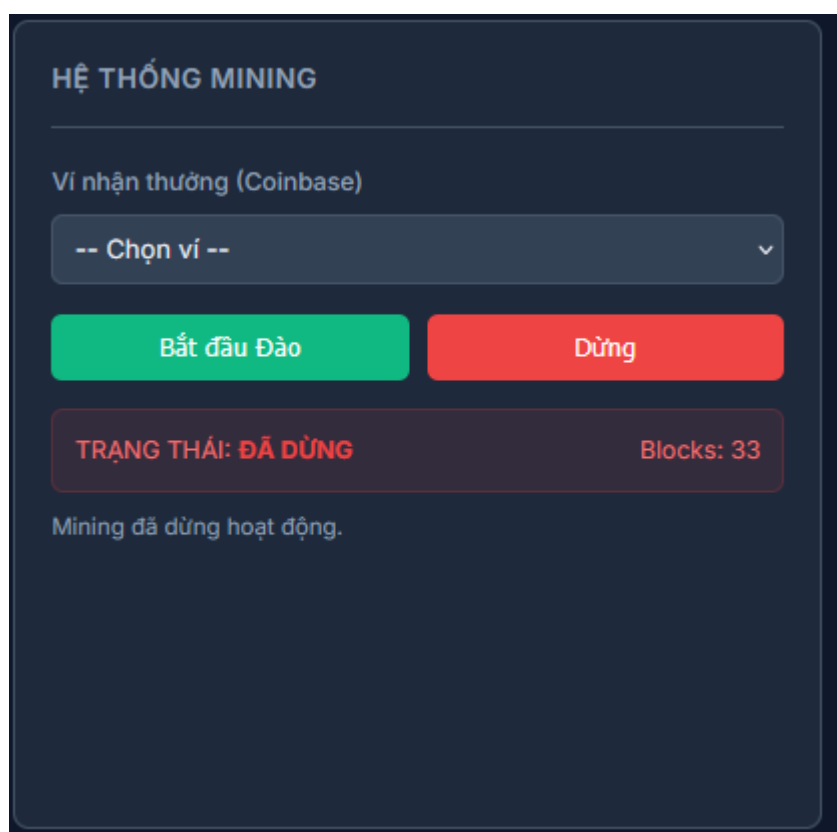 HỆ THỐNG MINING
Ví nhận thưởng (Coinbase)
-- Chọn ví --
Bắt đầu Đào
Dừng
TRẠNG THÁI: ĐÃ DỪNG Blocks: 33
Mining đã dừng hoạt động.